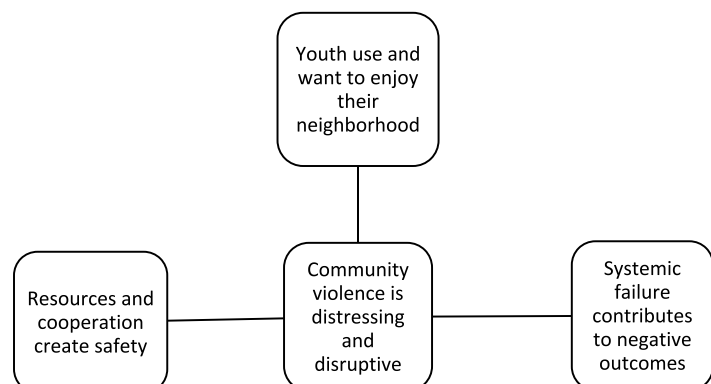 Youth use and
want to enjoy
their
neighborhood
Resources and
cooperation
create safety
Community
violence is
distressing
and
disruptive
Systemic
failure
contributes
to negative
outcomes